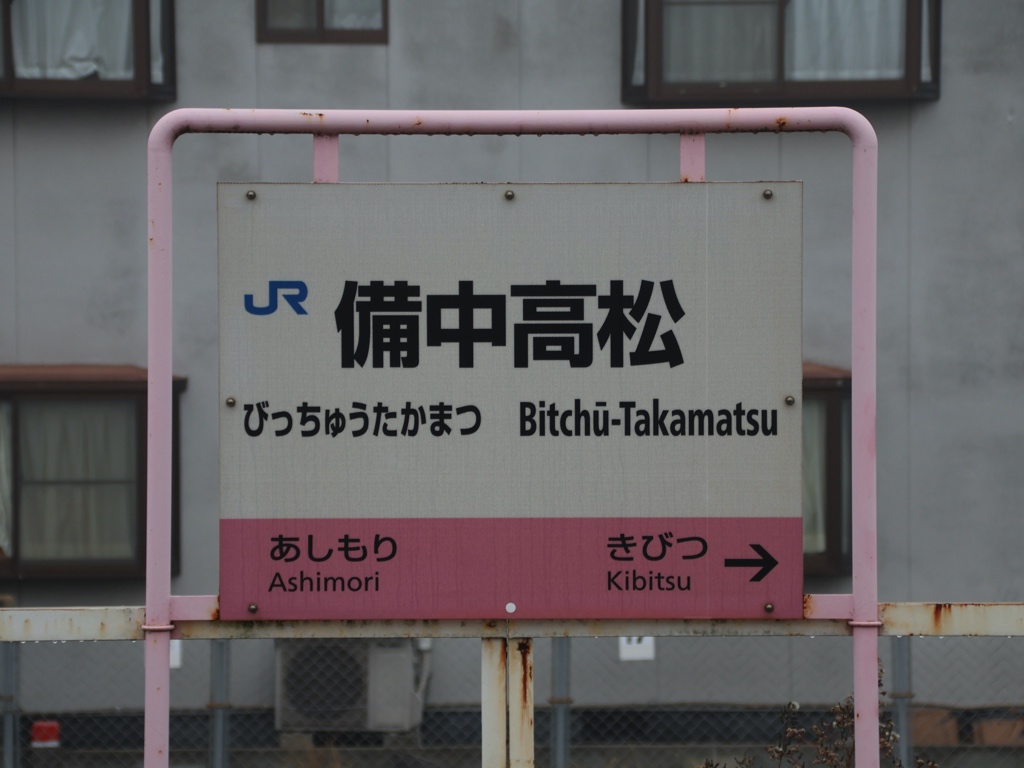 JR 備中高松
びっちゅうたかまつ Bitchū-Takamatsu
あしもり きびつ →
Ashimori Kibitsu